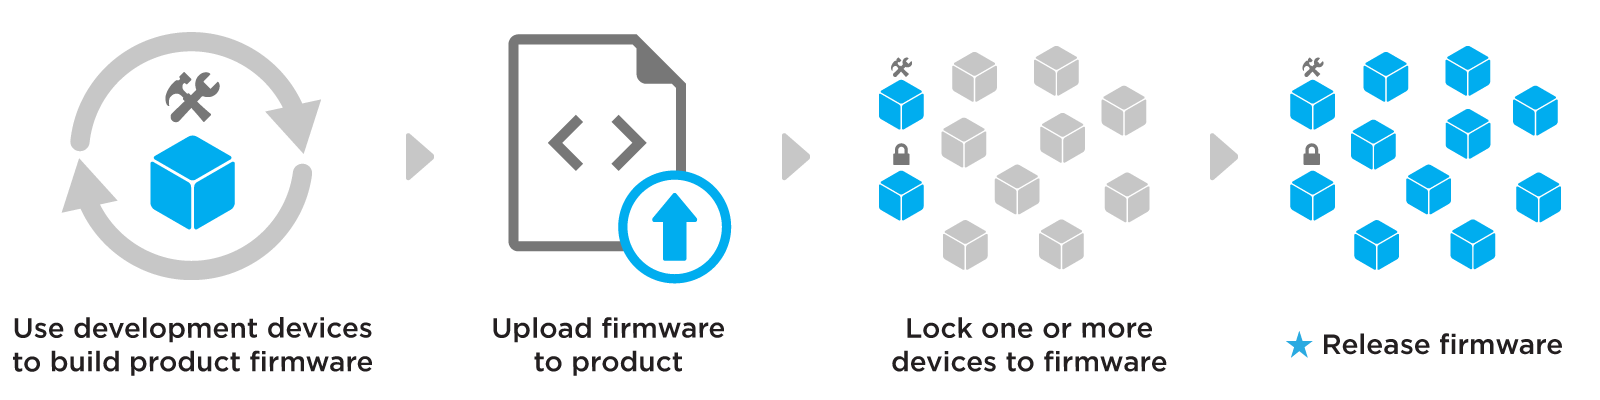 Use development devices
to build product firmware
Upload firmware
to product
Lock one or more
devices to firmware
Release firmware